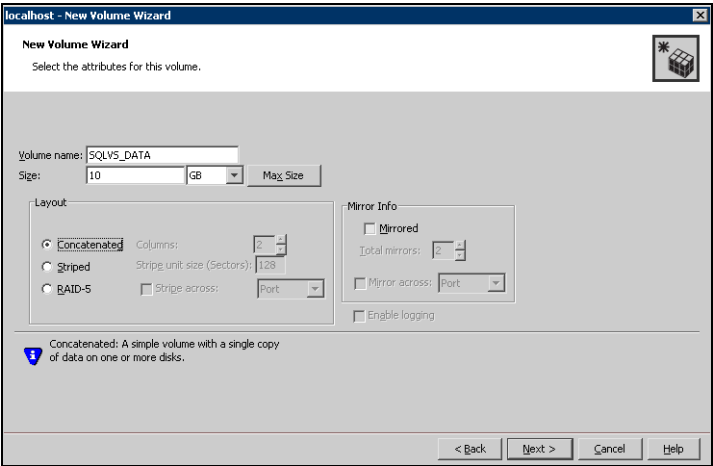 localhost - New Volume Wizard
New Volume Wizard
Select the attributes for this volume.
Volume name: SQLVS_DATA
Size: 10 GB Max Size
Layout
Concatenated Columns: 2
Striped Stripe unit size (Sectors): 128
RAID-5 Stripe across: Port
Mirror Info
Mirrored
Total mirrors: 2
Mirror across: Port
Enable logging
Concatenated: A simple volume with a single copy
of data on one or more disks.
< Back Next > Cancel Help